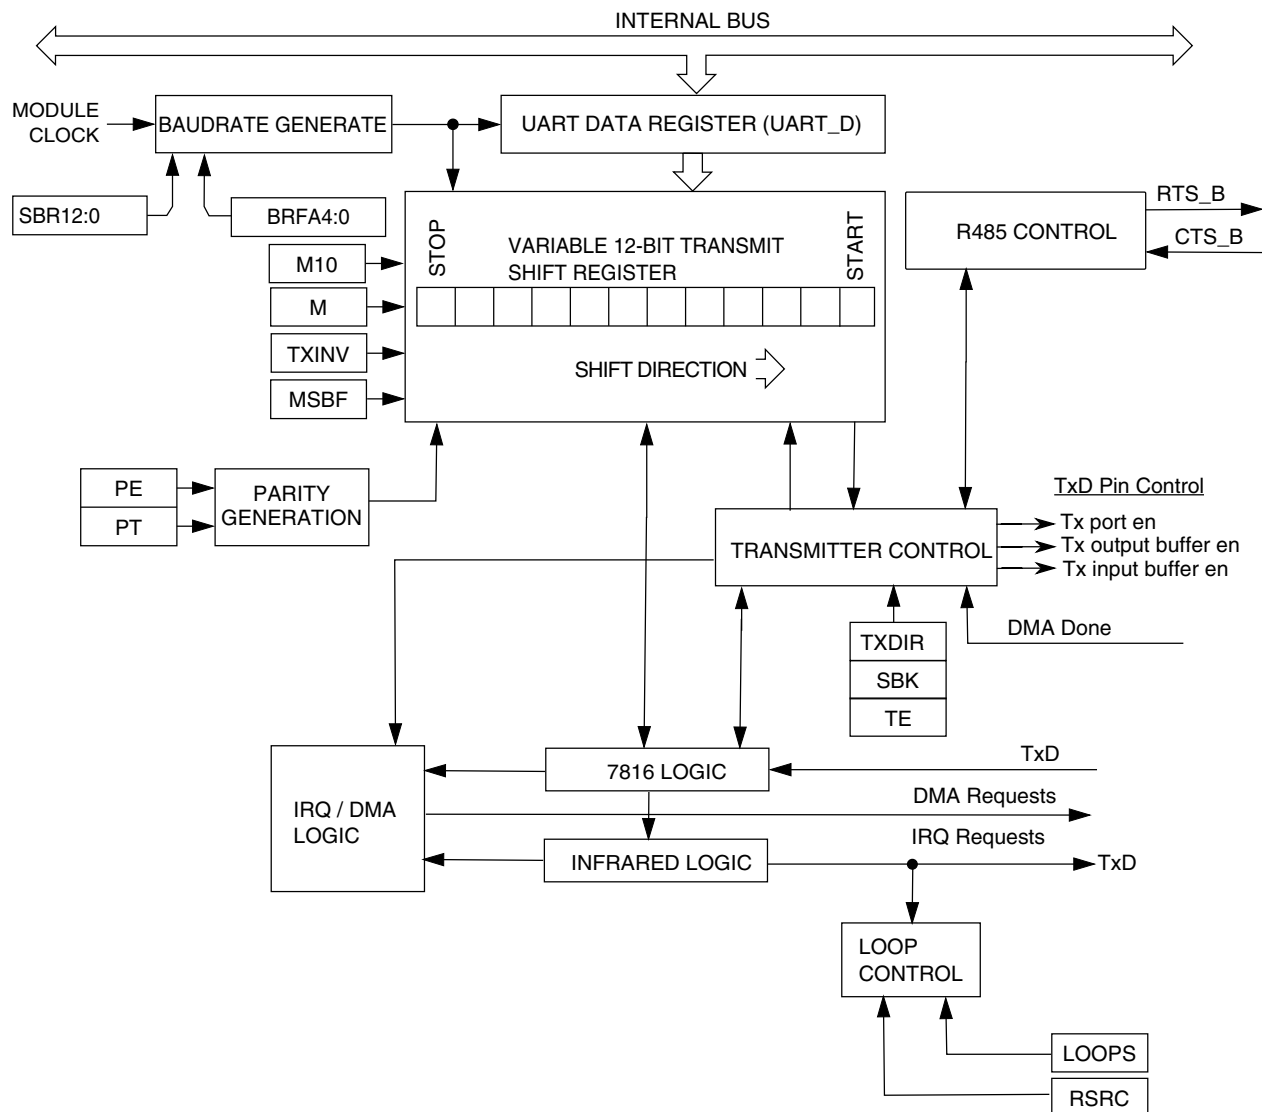 INTERNAL BUS
MODULE
CLOCK
BAUDRATE GENERATE
UART DATA REGISTER (UART_D)
SBR12:0
BRFA4:0
RTS_B
R485 CONTROL
CTS_B
STOP
VARIABLE 12-BIT TRANSMIT
SHIFT REGISTER
START
M10
M
TXINV
MSBF
SHIFT DIRECTION
PE
PT
PARITY
GENERATION
TxD Pin Control
Tx port en
Tx output buffer en
Tx input buffer en
TRANSMITTER CONTROL
DMA Done
TXDIR
SBK
TE
7816 LOGIC
TxD
IRQ / DMA
LOGIC
DMA Requests
IRQ Requests
INFRARED LOGIC
TxD
LOOP
CONTROL
LOOPS
RSRC